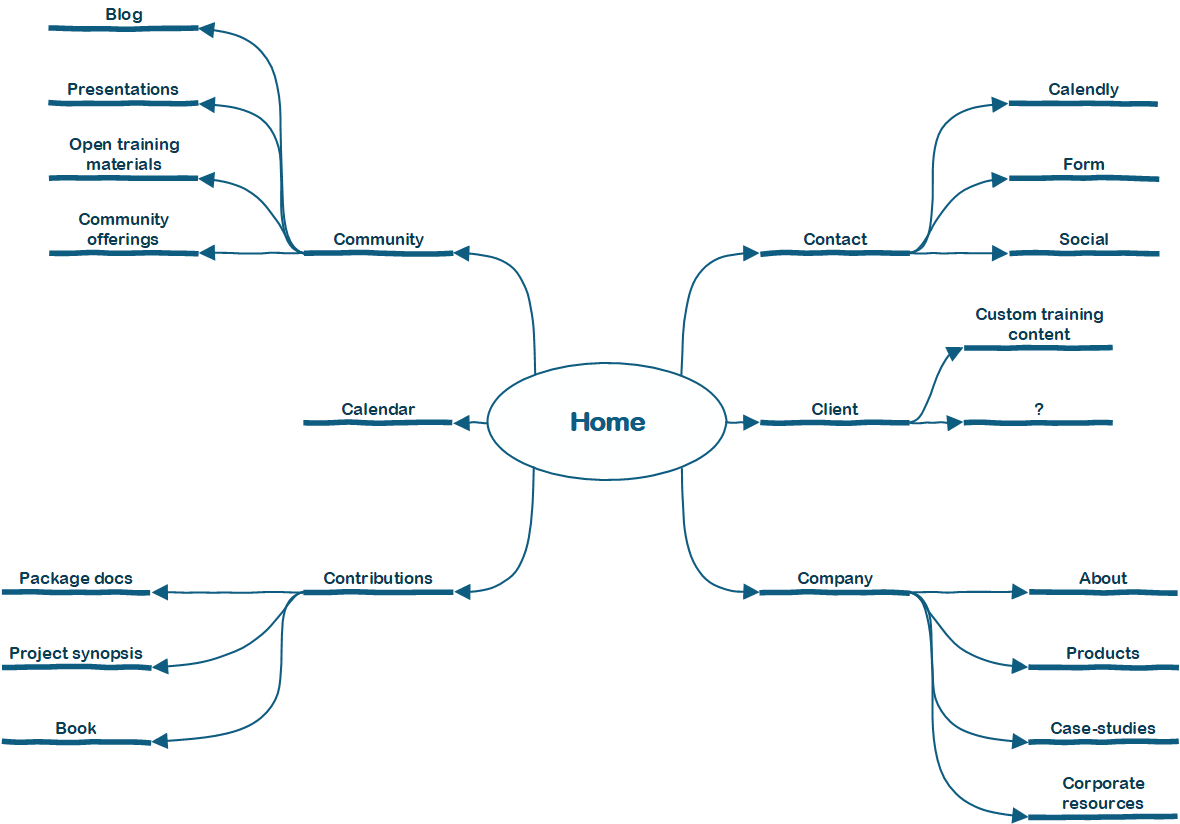 Blog
Presentations
Open training
materials
Community
offerings
Community
Calendly
Form
Contact
Social
Custom training
content
Calendar
Home
Client
?
Package docs
Contributions
Project synopsis
Book
Company
About
Products
Case-studies
Corporate
resources